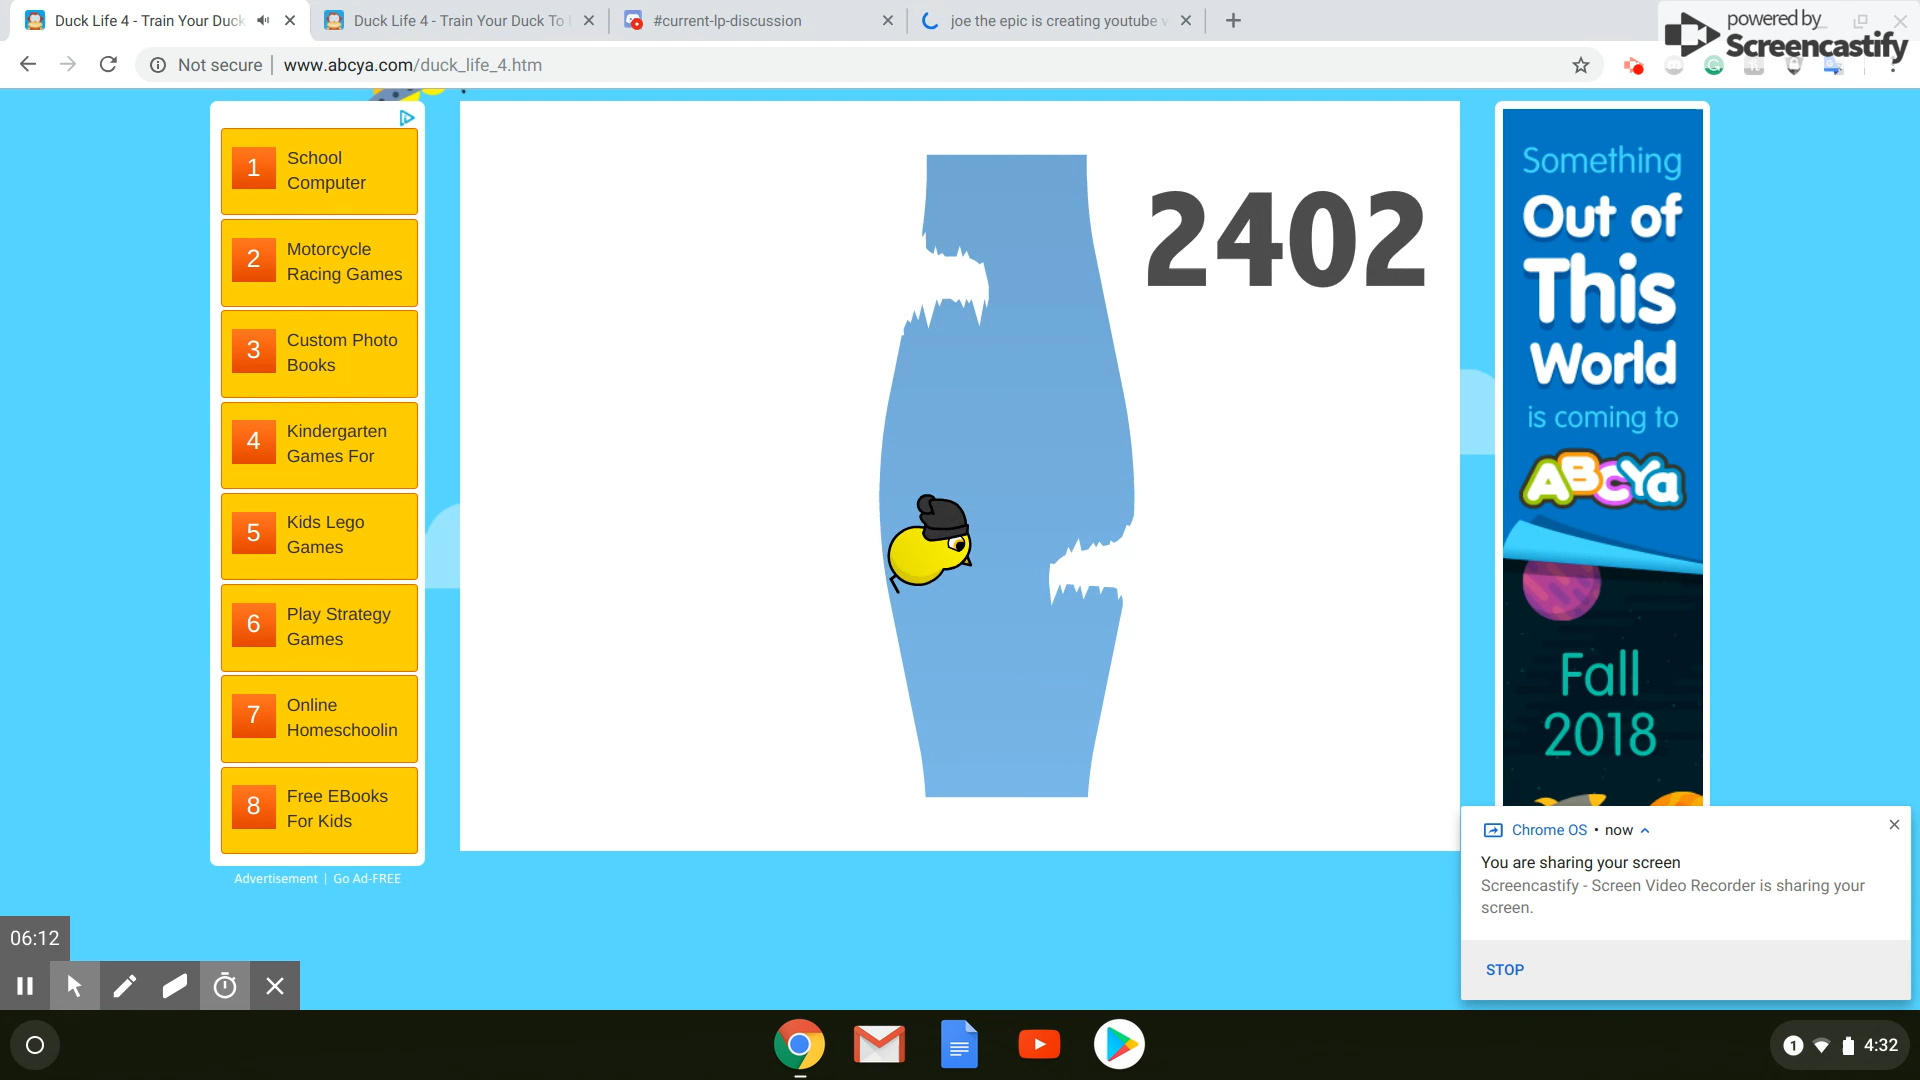 Duck Life 4 - Train Your Duck
Duck Life 4 - Train Your Duck To
#current-lp-discussion
joe the epic is creating youtube v
powered by
Screencastify
Not secure
www.abcya.com/duck_life_4.htm
1 School
Computer
2 Motorcycle
Racing Games
3 Custom Photo
Books
4 Kindergarten
Games For
5 Kids Lego
Games
6 Play Strategy
Games
7 Online
Homeschoolin
8 Free EBooks
For Kids
Advertisement | Go Ad-FREE
2402
Something
Out of
This
World
is coming to
ABCYa
Fall
2018
Chrome OS • now
You are sharing your screen
Screencastify - Screen Video Recorder is sharing your
screen.
STOP
06:12
1
4:32